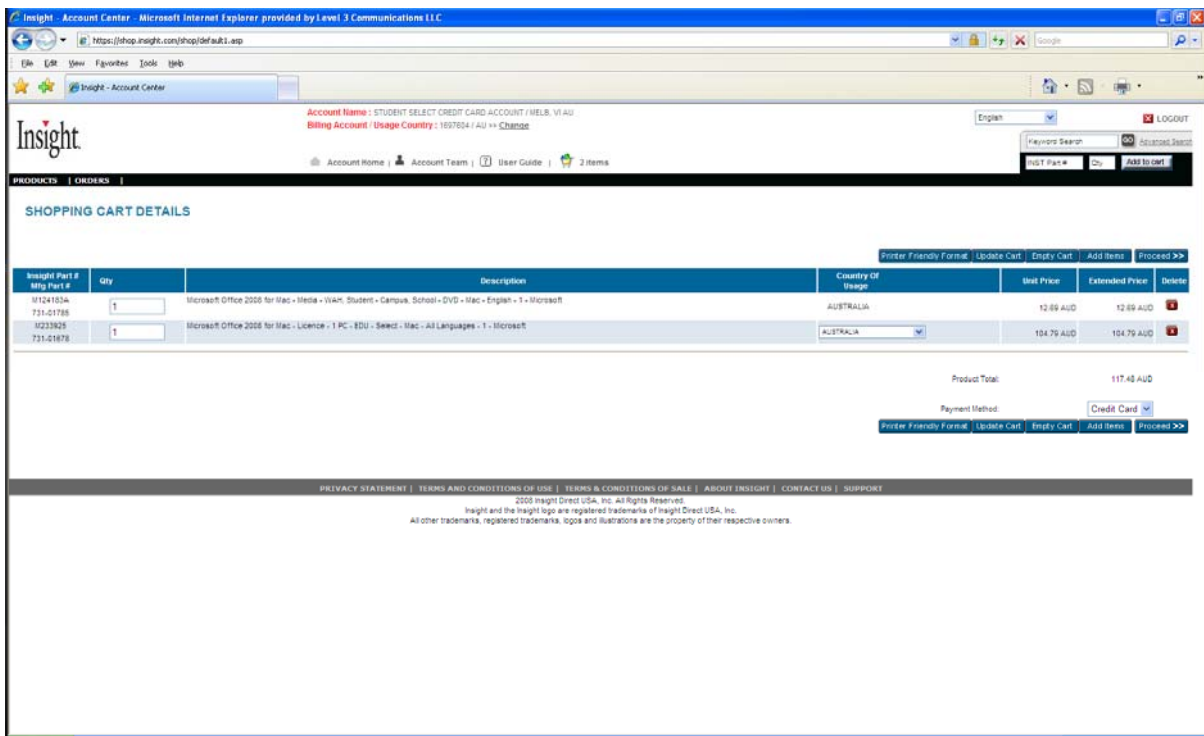 Insight - Account Center - Microsoft Internet Explorer provided by Level 3 Communications LLC
https://shop.insight.com/shop/default1.asp
Google
File Edit View Favorites Tools Help
Insight - Account Center
Account Name : STUDENT SELECT CREDIT CARD ACCOUNT / MELB, VI AU
English
LOGOUT
Billing Account / Usage Country : 1697604 / AU >> Change
Insight.
Keyword Search GO Advanced Search
Account Home | Account Team | User Guide | 2 items
INST Part # Qty Add to cart
PRODUCTS | ORDERS |
SHOPPING CART DETAILS
Printer Friendly Format Update Cart Empty Cart Add Items Proceed >>
Insight Part # Mfg Part # Qty Description Country Of Usage Unit Price Extended Price Delete
731-01785 1 Microsoft Office 2008 for Mac - Media - WAH, Student - Campus, School - DVD - Mac - English - 1 - Microsoft AUSTRALIA 12.69 AUD 12.69 AUD
M233925
731-01678 1 Microsoft Office 2008 for Mac - Licence - 1 PC - EDU - Select - Mac - All Languages - 1 - Microsoft AUSTRALIA 104.79 AUD 104.79 AUD
Product Total: 117.48 AUD
Payment Method: Credit Card
Printer Friendly Format Update Cart Empty Cart Add Items Proceed >>
PRIVACY STATEMENT | TERMS AND CONDITIONS OF USE | TERMS & CONDITIONS OF SALE | ABOUT INSIGHT | CONTACT US | SUPPORT
2008 Insight Direct USA, Inc. All Rights Reserved.
Insight and the Insight logo are registered trademarks of Insight Direct USA, Inc.
All other trademarks, registered trademarks, logos and illustrations are the property of their respective owners.